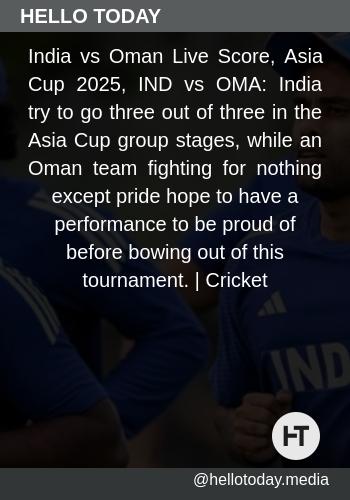 HELLO TODAY
India vs Oman Live Score, Asia
Cup 2025, IND vs OMA: India
try to go three out of three in the
Asia Cup group stages, while an
Oman team fighting for nothing
except pride hope to have a
performance to be proud of
before bowing out of this
tournament. | Cricket
IND
HT
@hellotoday.media